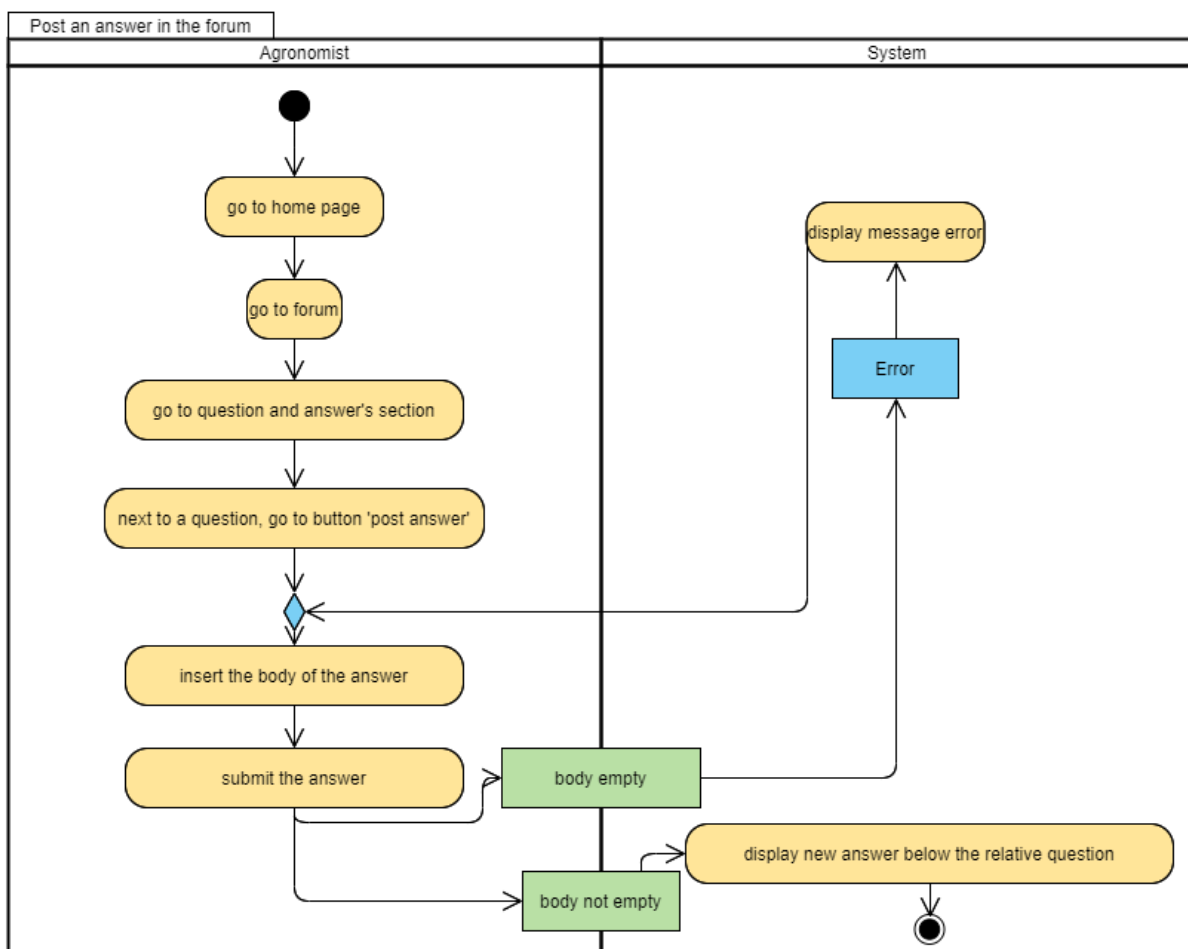 Post an answer in the forum
Agronomist
System
go to home page
go to forum
go to question and answer's section
next to a question, go to button 'post answer'
insert the body of the answer
submit the answer
body empty
body not empty
display message error
Error
display new answer below the relative question